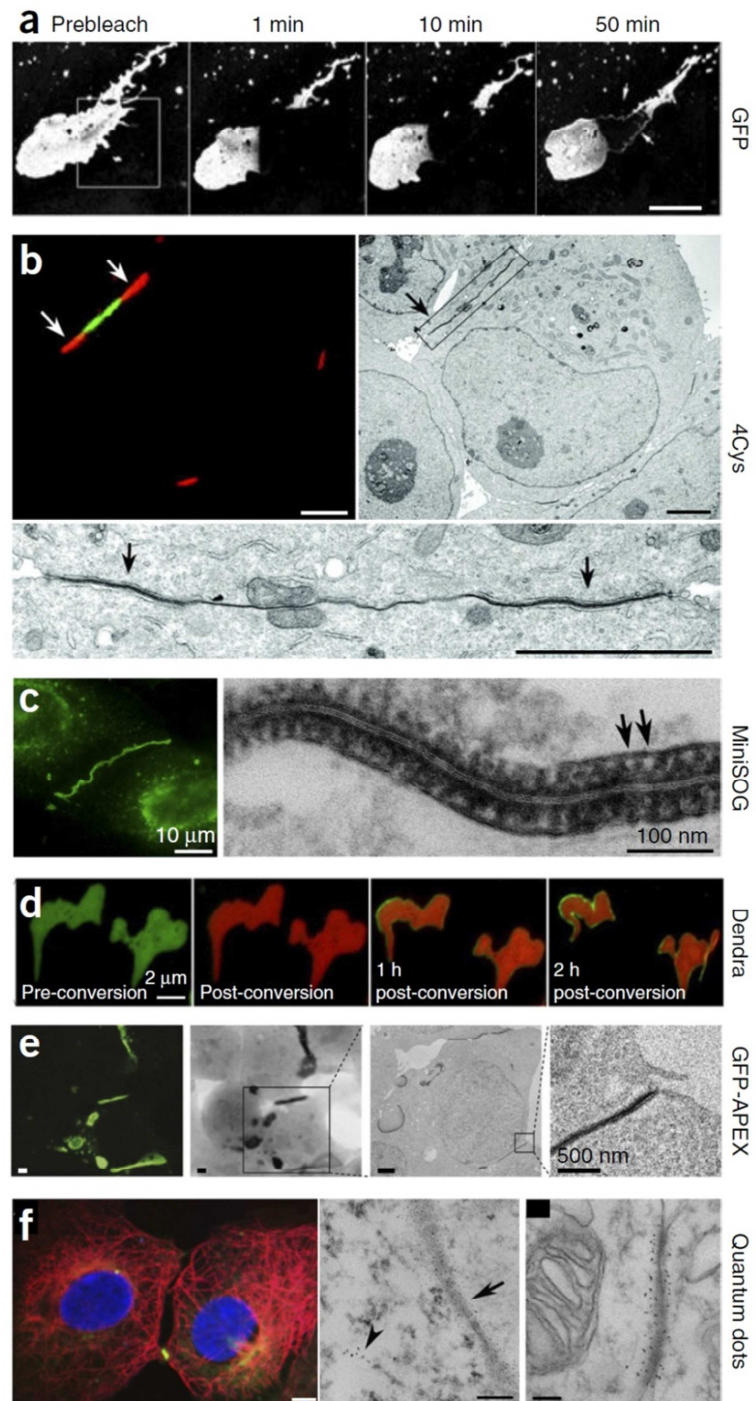 a
Prebleach 1 min 10 min 50 min
GFP
b
4Cys
c
10 μm
100 nm
MiniSOG
d
Pre-conversion
2 μm
Post-conversion
1 h
post-conversion
2 h
post-conversion
Dendra
e
500 nm
GFP-APEX
f
Quantum dots